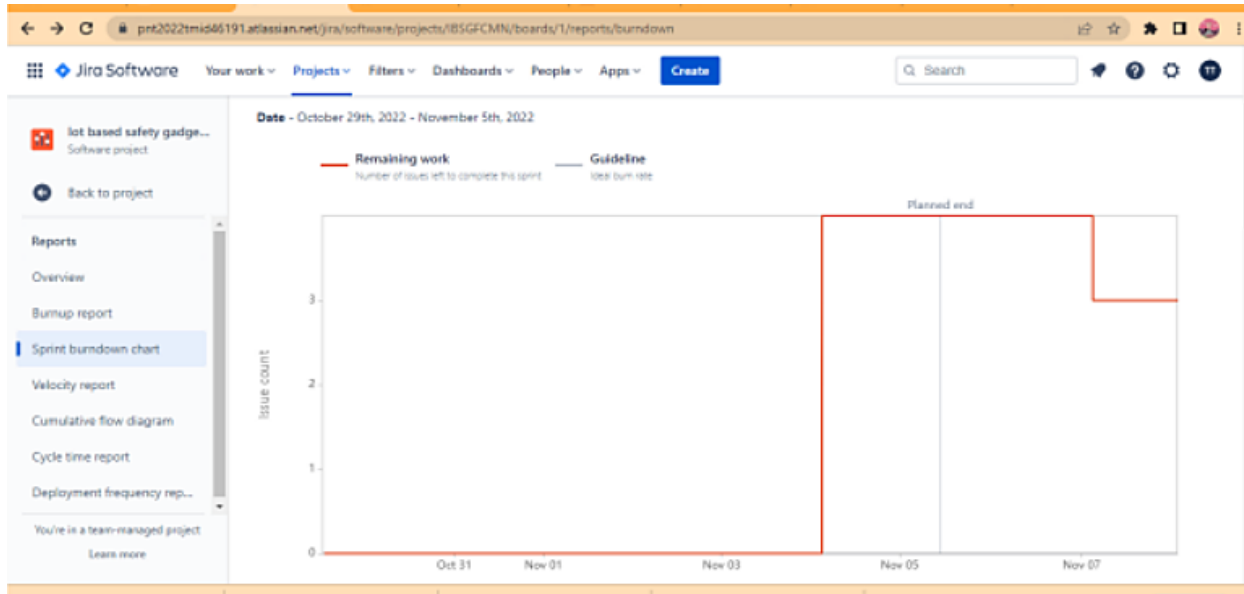 pnt2022tmid46191.atlassian.net/jira/software/projects/IBSGFCMN/boards/1/reports/burndown
Jira Software Your work Projects Filters Dashboards People Apps Create Search
TT
Iot based safety gadge...
Software project
Back to project
Reports
Overview
Burnup report
Sprint burndown chart
Velocity report
Cumulative flow diagram
Cycle time report
Deployment frequency rep...
You're in a team-managed project
Learn more
Date - October 29th, 2022 - November 5th, 2022
Remaining work
Number of issues left to complete this sprint
Guideline
Ideal burn rate
Planned end
Issue count
3
2
1
0
Oct 31 Nov 01 Nov 03 Nov 05 Nov 07